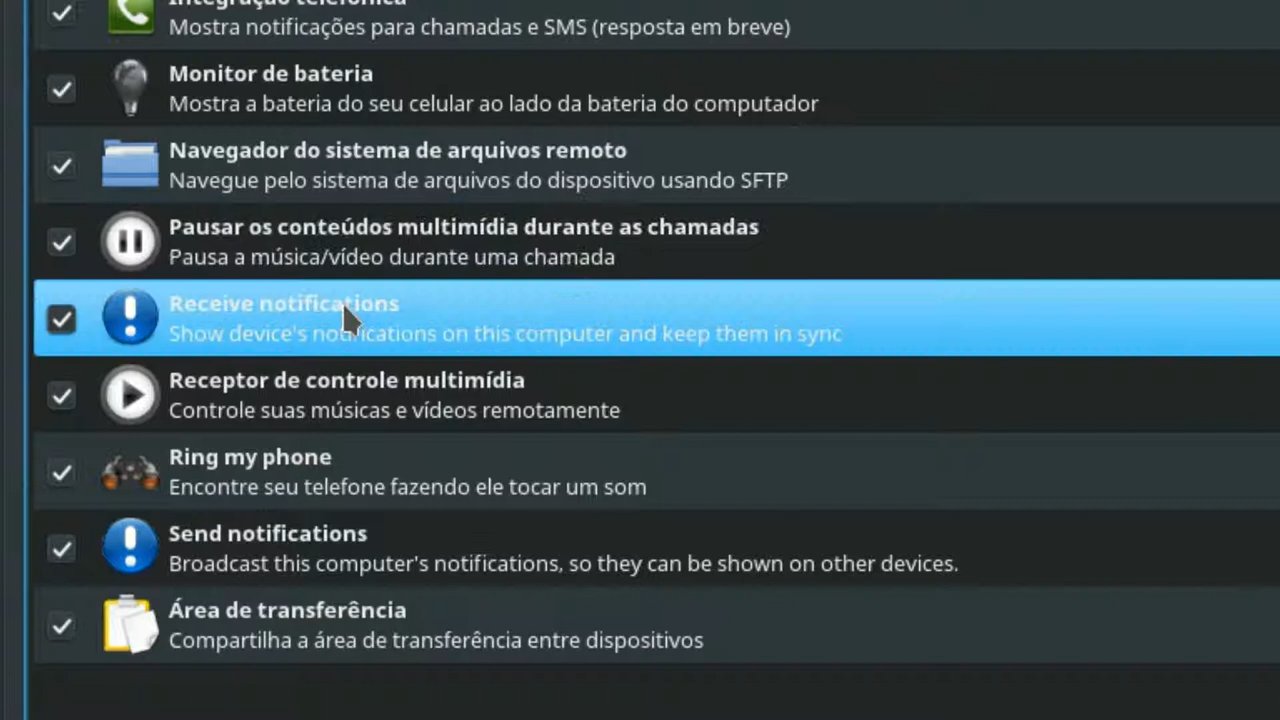 Integração telefônica
Mostra notificações para chamadas e SMS (resposta em breve)
Monitor de bateria
Mostra a bateria do seu celular ao lado da bateria do computador
Navegador do sistema de arquivos remoto
Navegue pelo sistema de arquivos do dispositivo usando SFTP
Pausar os conteúdos multimídia durante as chamadas
Pausa a música/vídeo durante uma chamada
Receive notifications
Show device's notifications on this computer and keep them in sync
Receptor de controle multimídia
Controle suas músicas e vídeos remotamente
Ring my phone
Encontre seu telefone fazendo ele tocar um som
Send notifications
Broadcast this computer's notifications, so they can be shown on other devices.
Área de transferência
Compartilha a área de transferência entre dispositivos